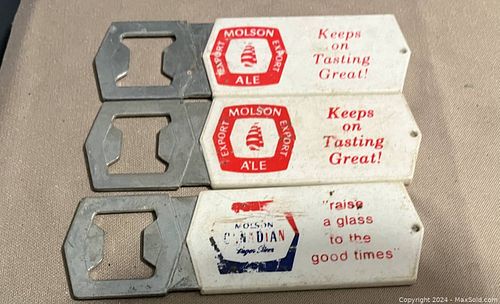 MOLSON
EXPORT EXPORT
ALE
Keeps
on
Tasting
Great!
MOLSON
EXPORT EXPORT
ALE
Keeps
on
Tasting
Great!
MOLSON
CANADIAN
Lager Beer
"raise
a glass
to the
good times"
Copyright 2024 - MaxSold.com